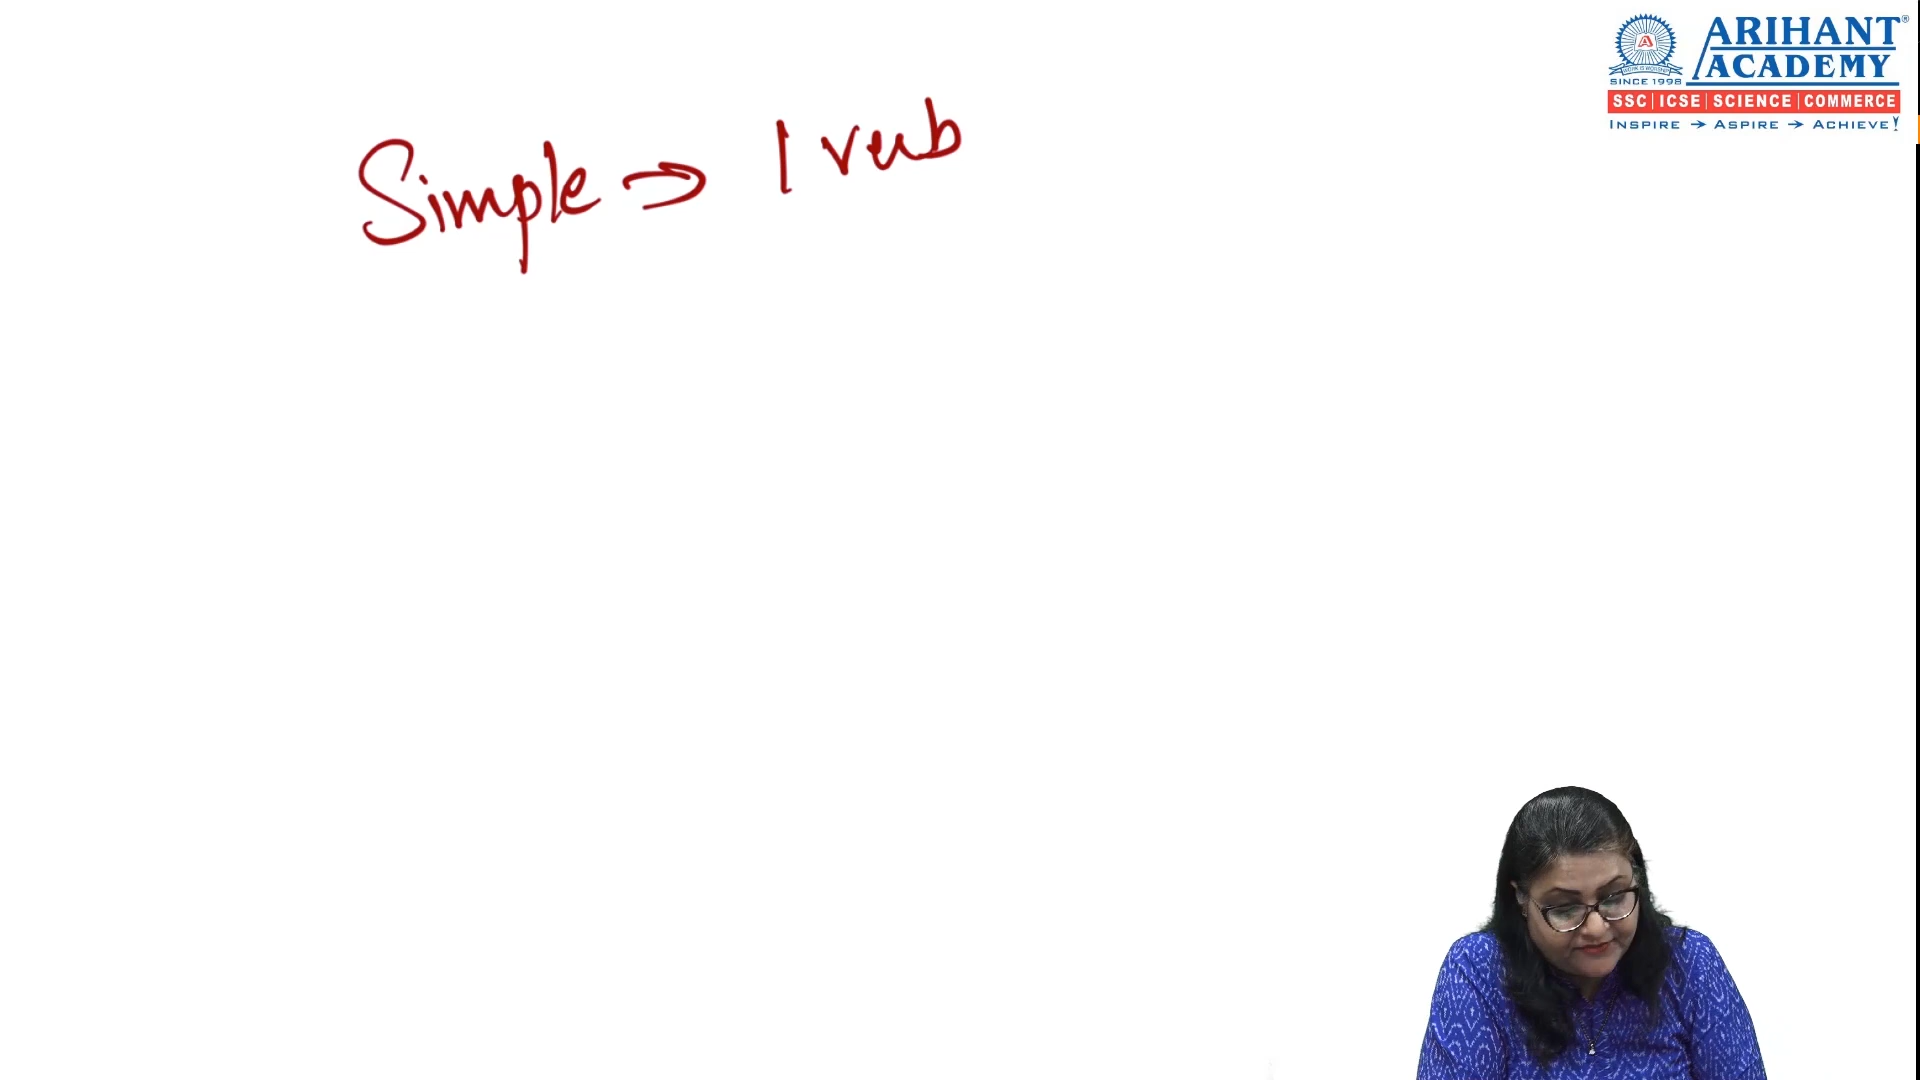 Simple → 1 verb
ARIHANT®
ACADEMY
SINCE 1998
SSC | ICSE | SCIENCE | COMMERCE
INSPIRE → ASPIRE → ACHIEVE!